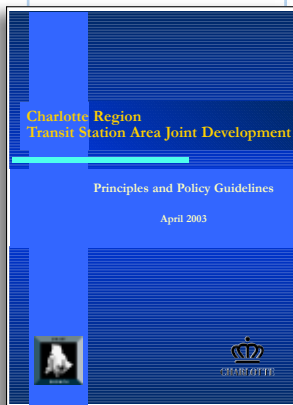 Charlotte Region
Transit Station Area Joint Development
Principles and Policy Guidelines
April 2003
CHARLOTTE